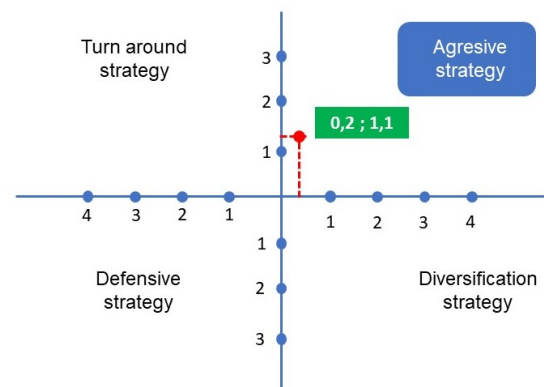 Turn around
strategy
Agresive
strategy
3
2
1
0,2 ; 1,1
4
3
2
1
1
2
3
4
1
2
3
Defensive
strategy
Diversification
strategy